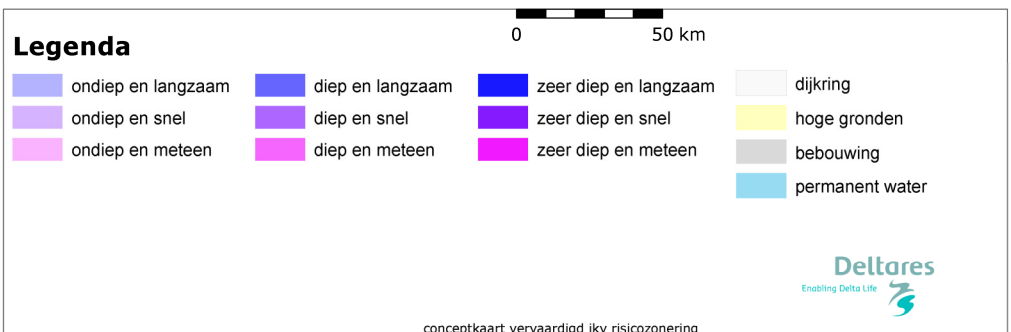 0 50 km
Legenda
ondiep en langzaam
ondiep en snel
ondiep en meteen
diep en langzaam
diep en snel
diep en meteen
zeer diep en langzaam
zeer diep en snel
zeer diep en meteen
dijkring
hoge gronden
bebouwing
permanent water
Deltares
Enabling Delta Life
conceptkaart vervaardigd ikv risicozonering